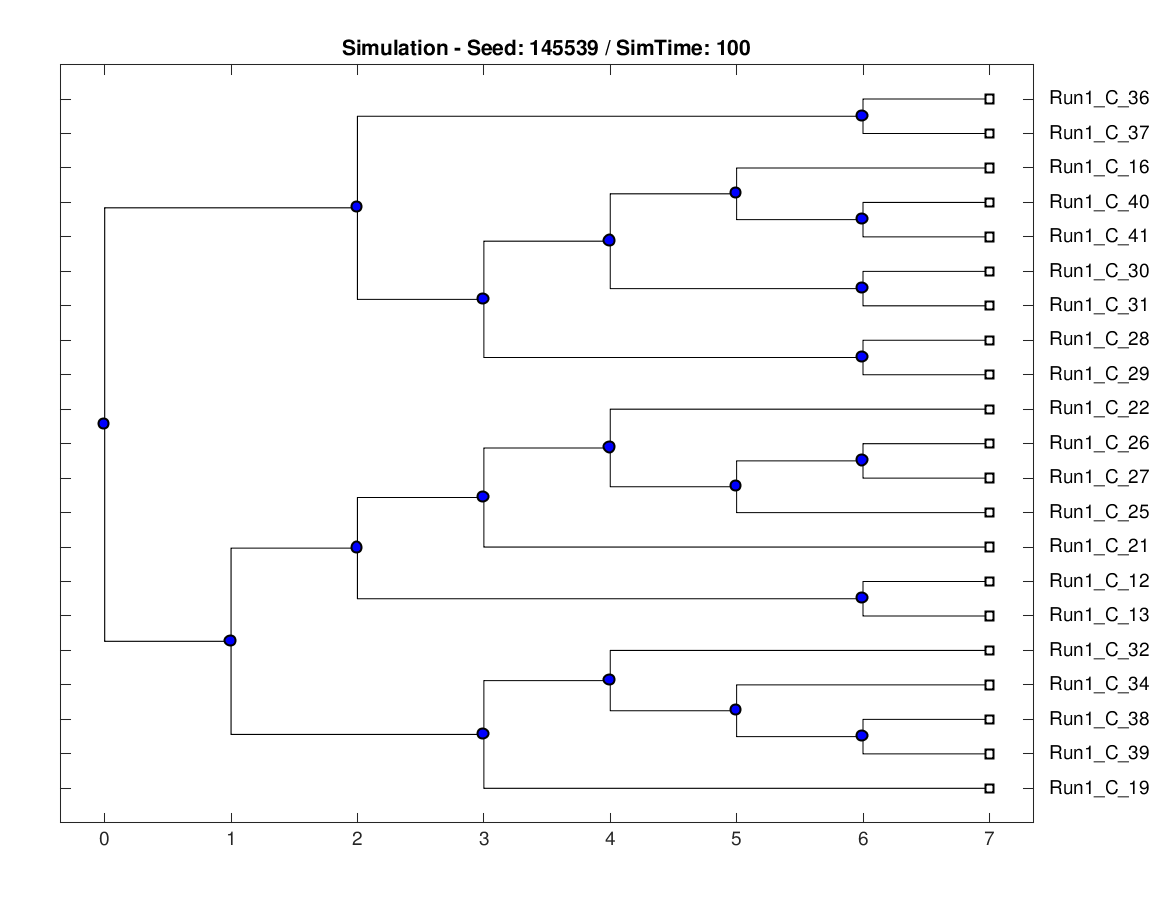 Simulation - Seed: 145539 / SimTime: 100
Run1_C_36
Run1_C_37
Run1_C_16
Run1_C_40
Run1_C_41
Run1_C_30
Run1_C_31
Run1_C_28
Run1_C_29
Run1_C_22
Run1_C_26
Run1_C_27
Run1_C_25
Run1_C_21
Run1_C_12
Run1_C_13
Run1_C_32
Run1_C_34
Run1_C_38
Run1_C_39
Run1_C_19
0 1 2 3 4 5 6 7